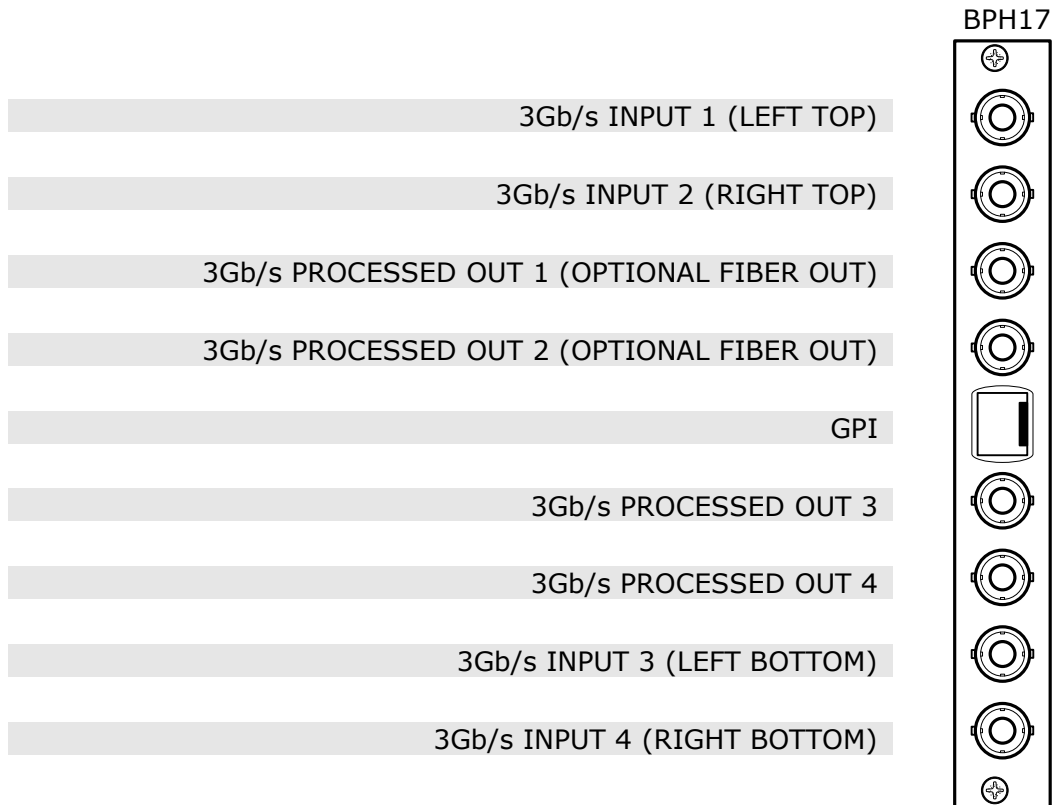 BPH17
3Gb/s INPUT 1 (LEFT TOP)
3Gb/s INPUT 2 (RIGHT TOP)
3Gb/s PROCESSED OUT 1 (OPTIONAL FIBER OUT)
3Gb/s PROCESSED OUT 2 (OPTIONAL FIBER OUT)
GPI
3Gb/s PROCESSED OUT 3
3Gb/s PROCESSED OUT 4
3Gb/s INPUT 3 (LEFT BOTTOM)
3Gb/s INPUT 4 (RIGHT BOTTOM)